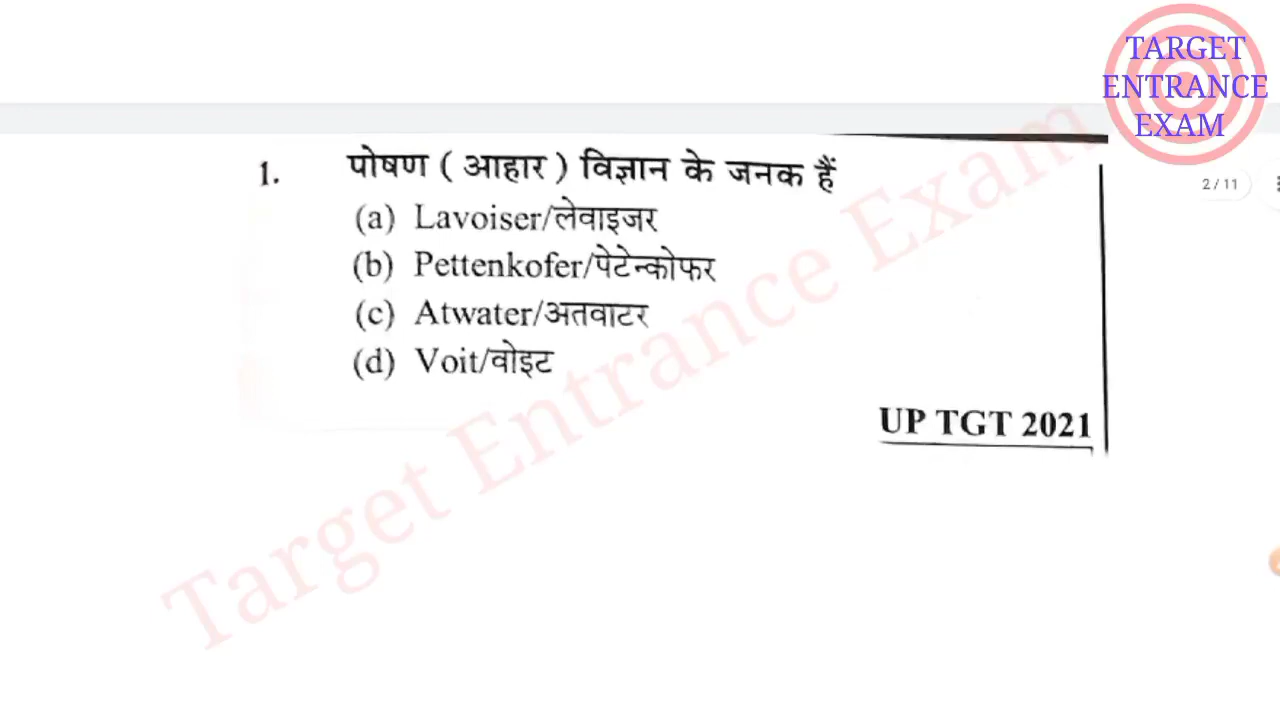 TARGET
ENTRANCE
EXAM
2 / 11
1. पोषण ( आहार ) विज्ञान के जनक हैं
(a) Lavoiser/लेवाइजर
(b) Pettenkofer/पेटेन्कोफर
(c) Atwater/अतवाटर
(d) Voit/वोइट
UP TGT 2021
Target Entrance Exam